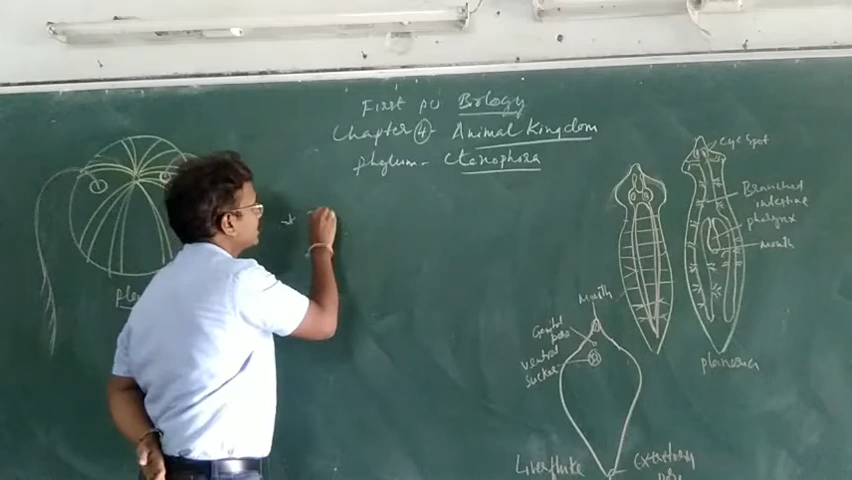 First PU Biology
Chapter 4 - Animal Kingdom
phylum - Ctenophora
Ple
Eye Spot
Branched
intestine
pharynx
mouth
planaria
Mouth
Genital
pore
ventral
sucker
Liverfluke
Excretory
pore